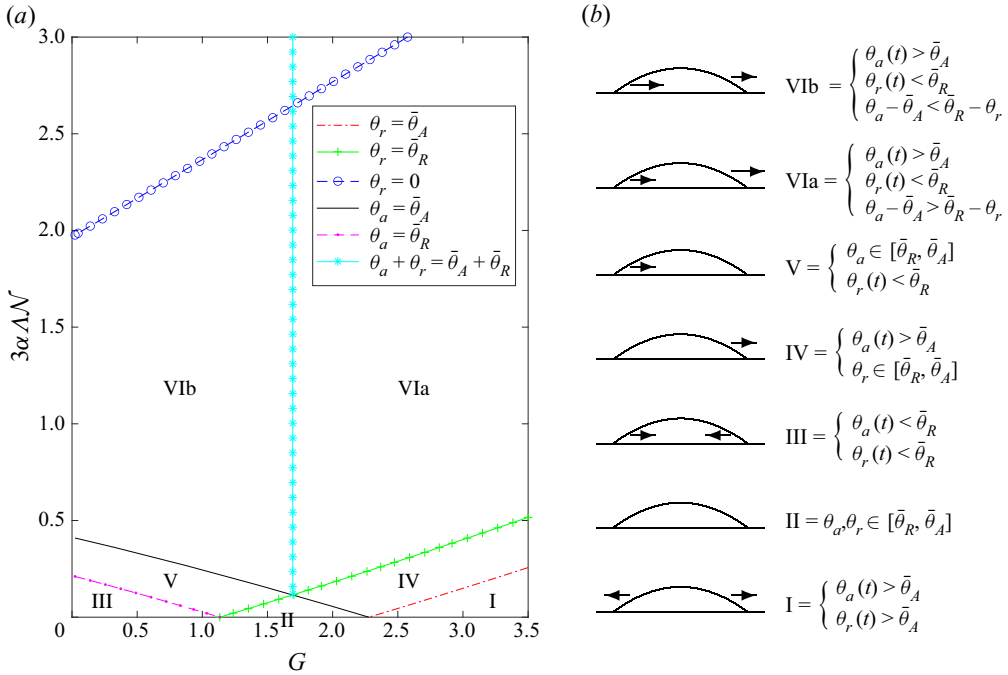 (a)
3.0
2.5
2.0
1.5
1.0
0.5
0
0.5
1.0
1.5
2.0
2.5
3.0
3.5
3αΛN
G
θr = θ̄A
θr = θ̄R
θr = 0
θa = θ̄A
θa = θ̄R
θa + θr = θ̄A + θ̄R
VIb
VIa
V
IV
III
II
I
(b)
VIb = { θa (t) > θ̄A
θr (t) < θ̄R
θa – θ̄A < θ̄R – θr
VIa = { θa (t) > θ̄A
θr (t) < θ̄R
θa – θ̄A > θ̄R – θr
V = { θa ∈ [θ̄R, θ̄A]
θr (t) < θ̄R
IV = { θa (t) > θ̄A
θr ∈ [θ̄R, θ̄A]
III = { θa (t) < θ̄R
θr (t) < θ̄R
II = θa,θr ∈ [θ̄R, θ̄A]
I = { θa (t) > θ̄A
θr (t) > θ̄A